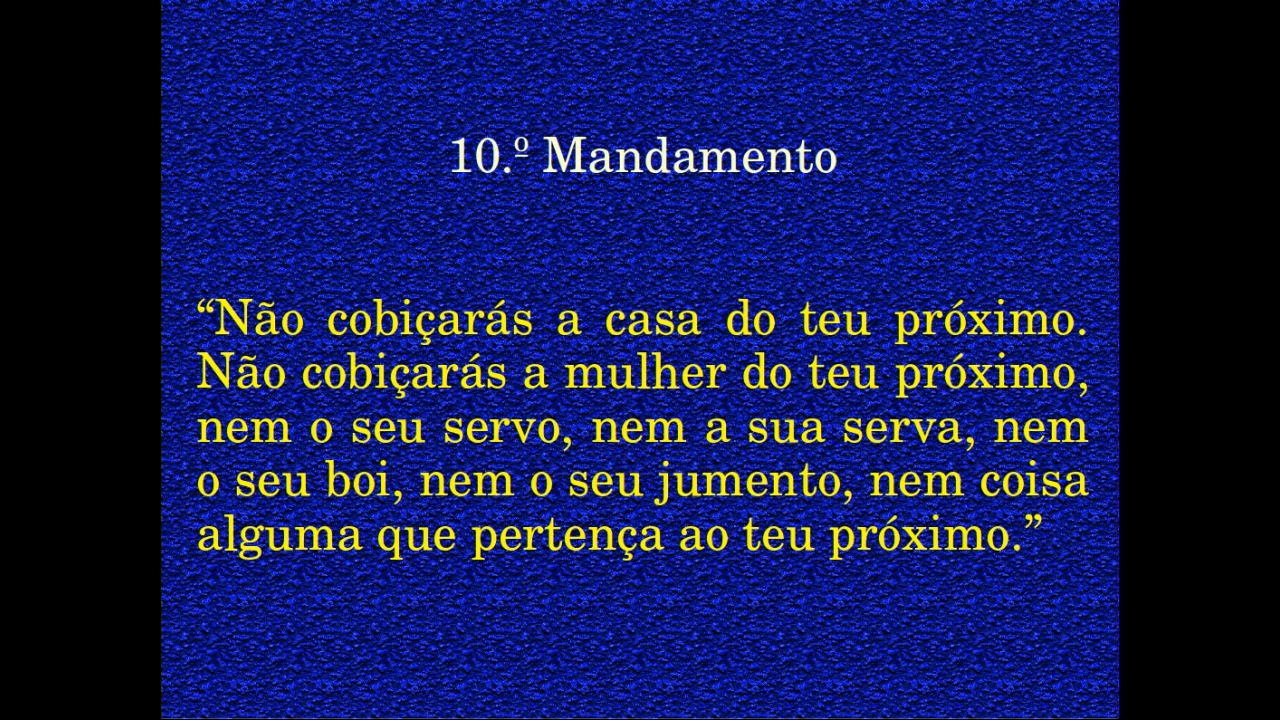 10.º Mandamento
“Não cobiçarás a casa do teu próximo.
Não cobiçarás a mulher do teu próximo,
nem o seu servo, nem a sua serva, nem
o seu boi, nem o seu jumento, nem coisa
alguma que pertença ao teu próximo.”